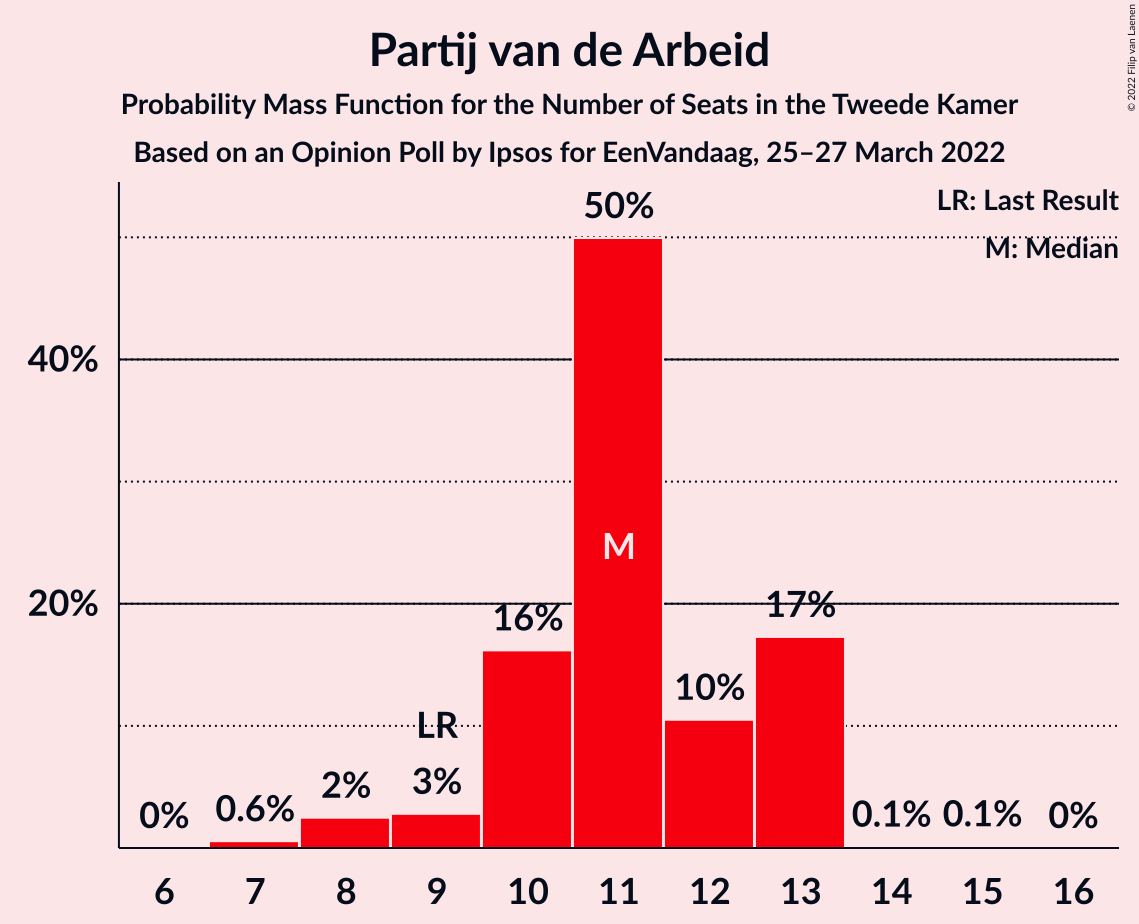 Partij van de Arbeid
Probability Mass Function for the Number of Seats in the Tweede Kamer
Based on an Opinion Poll by Ipsos for EenVandaag, 25–27 March 2022
© 2022 Filip van Laenen
LR: Last Result
M: Median
50%
40%
20%
M
0%
0.6%
2%
LR
3%
16%
10%
17%
0.1%
0.1%
0%
6 7 8 9 10 11 12 13 14 15 16